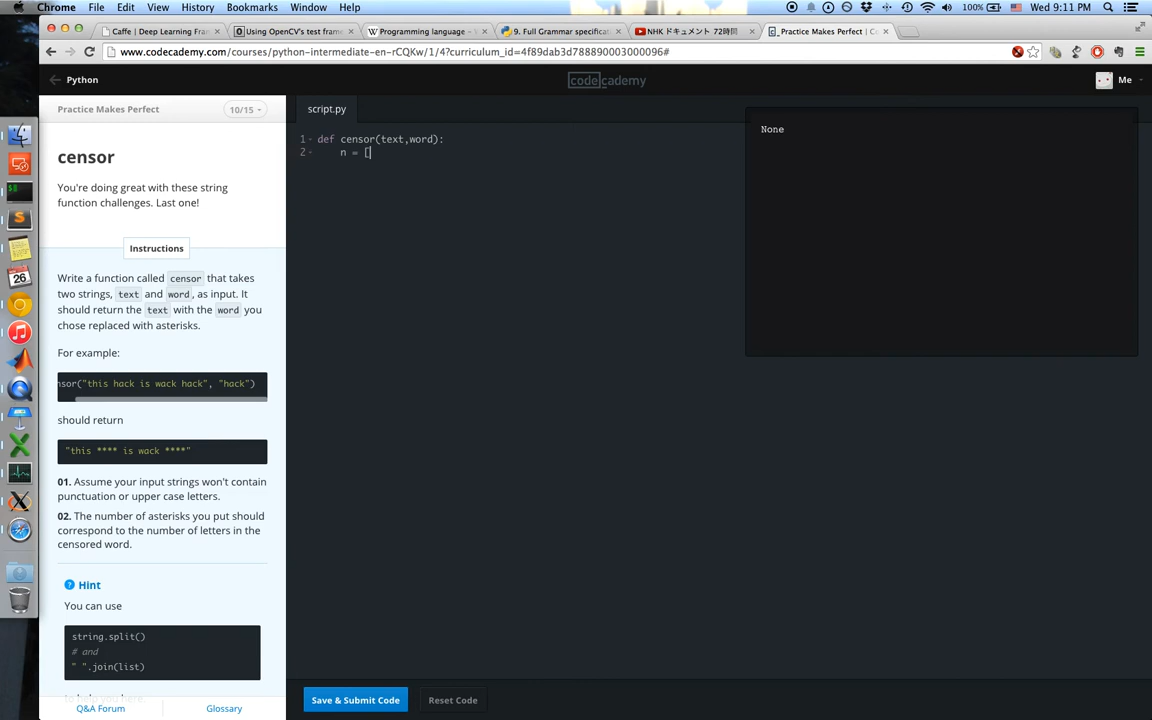 Chrome File Edit View History Bookmarks Window Help 100% Wed 9:11 PM
Caffe | Deep Learning Fram
Using OpenCV's test frame
Programming language -
9. Full Grammar specificati
NHK ドキュメント 72時間
Practice Makes Perfect | C
www.codecademy.com/courses/python-intermediate-en-rCQKw/1/4?curriculum_id=4f89dab3d788890003000096#
Python
codecademy
Me
Practice Makes Perfect 10/15
script.py
censor
You're doing great with these string
function challenges. Last one!
Instructions
Write a function called censor that takes
two strings, text and word, as input. It
should return the text with the word you
chose replaced with asterisks.
For example:
nsor("this hack is wack hack", "hack")
should return
"this **** is wack ****"
01. Assume your input strings won't contain
punctuation or upper case letters.
02. The number of asterisks you put should
correspond to the number of letters in the
censored word.
? Hint
You can use
string.split()
# and
" ".join(list)
to help you here.
Q&A Forum Glossary
1 def censor(text,word):
2 n = [
None
Save & Submit Code Reset Code
26